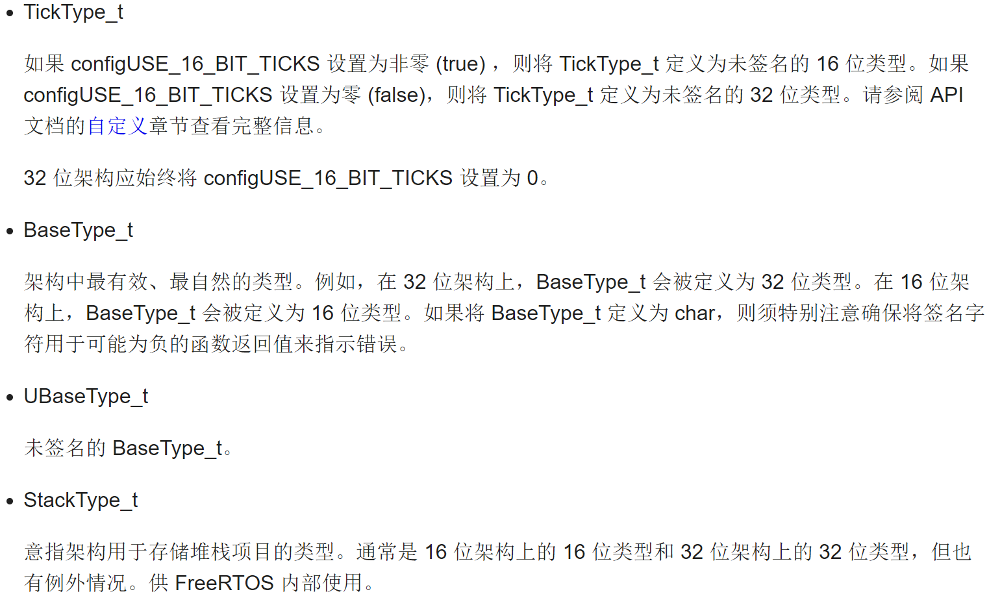 • TickType_t
如果 configUSE_16_BIT_TICKS 设置为非零 (true) ，则将 TickType_t 定义为未签名的 16 位类型。如果
configUSE_16_BIT_TICKS 设置为零 (false)，则将 TickType_t 定义为未签名的 32 位类型。请参阅 API
文档的自定义章节查看完整信息。
32 位架构应始终将 configUSE_16_BIT_TICKS 设置为 0。
• BaseType_t
架构中最有效、最自然的类型。例如，在 32 位架构上，BaseType_t 会被定义为 32 位类型。在 16 位架
构上，BaseType_t 会被定义为 16 位类型。如果将 BaseType_t 定义为 char，则须特别注意确保将签名字
符用于可能为负的函数返回值来指示错误。
• UBaseType_t
未签名的 BaseType_t。
• StackType_t
意指架构用于存储堆栈项目的类型。通常是 16 位架构上的 16 位类型和 32 位架构上的 32 位类型，但也
有例外情况。供 FreeRTOS 内部使用。